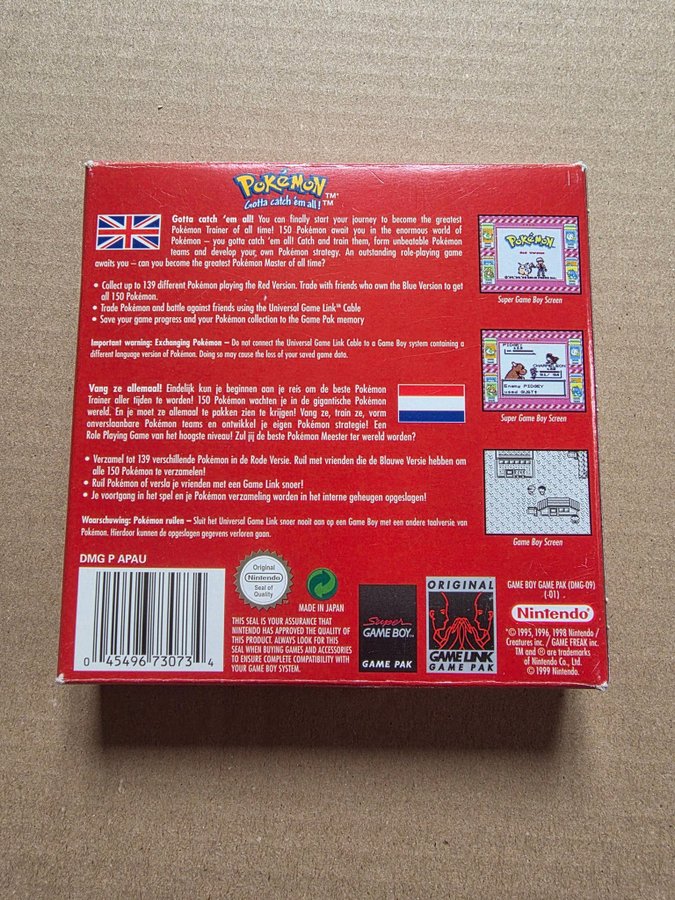 POKéMON™
Gotta catch 'em all!™
Gotta catch 'em all! You can finally start your journey to become the greatest
Pokémon Trainer of all time! 150 Pokémon await you in the enormous world of
Pokémon – you gotta catch 'em all! Catch and train them, form unbeatable Pokémon
teams and develop your own Pokémon strategy. An outstanding role-playing game
awaits you – can you become the greatest Pokémon Master of all time?
• Collect up to 139 different Pokémon playing the Red Version. Trade with friends who own the Blue Version to get
all 150 Pokémon.
• Trade Pokémon and battle against friends using the Universal Game Link™ Cable
• Save your game progress and your Pokémon collection to the Game Pak memory
Important warning: Exchanging Pokémon – Do not connect the Universal Game Link Cable to a Game Boy system containing a
different language version of Pokémon. Doing so may cause the loss of your saved game data.
POKéMON
Red Version
Super Game Boy Screen
PIDGEY
CHARMELEON
Enemy PIDGEY
used GUST!
Super Game Boy Screen
Game Boy Screen
Vang ze allemaal! Eindelijk kun je beginnen aan je reis om de beste Pokémon
Trainer aller tijden te worden! 150 Pokémon wachten je in de gigantische Pokémon
wereld. En je moet ze allemaal te pakken zien te krijgen! Vang ze, train ze, vorm
onverslaanbare Pokémon teams en ontwikkel je eigen Pokémon strategie! Een
Role Playing Game van het hoogste niveau! Zul jij de beste Pokémon Meester ter wereld worden?
• Verzamel tot 139 verschillende Pokémon in de Rode Versie. Ruil met vrienden die de Blauwe Versie hebben om
alle 150 Pokémon te verzamelen!
• Ruil Pokémon of versla je vrienden met een Game Link snoer!
• Je voortgang in het spel en je Pokémon verzameling worden in het interne geheugen opgeslagen!
Waarschuwing: Pokémon ruilen – Sluit het Universal Game Link snoer nooit aan op een Game Boy met een andere taalversie van
Pokémon. Hierdoor kunnen de opgeslagen gegevens verloren gaan.
DMG P APAU
0 45496 73073 4
Original
Nintendo
Seal of
Quality
MADE IN JAPAN
THIS SEAL IS YOUR ASSURANCE THAT
NINTENDO HAS APPROVED THE QUALITY OF
THIS PRODUCT. ALWAYS LOOK FOR THIS
SEAL WHEN BUYING GAMES AND ACCESSORIES
TO ENSURE COMPLETE COMPATIBILITY WITH
YOUR GAME BOY SYSTEM.
Super
GAME BOY™
GAME PAK
ORIGINAL
GAME LINK™
GAME PAK
GAME BOY GAME PAK (DMG-09)
(-01)
Nintendo®
©1995, 1996, 1998 Nintendo/
Creatures inc. / GAME FREAK inc.
TM and ® are trademarks
of Nintendo Co., Ltd.
© 1999 Nintendo.